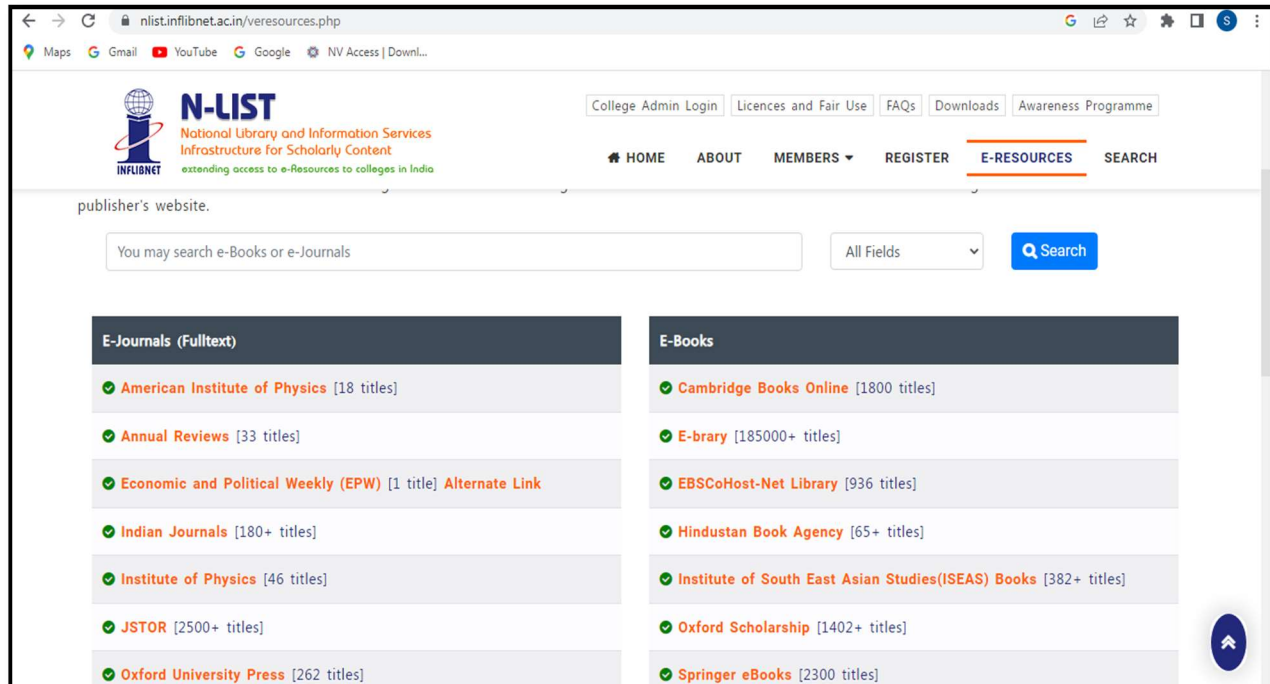 nlist.inflibnet.ac.in/veresources.php
S
Maps Gmail YouTube Google NV Access | Downl...
INFLIBNET
N-LIST
National Library and Information Services
Infrastructure for Scholarly Content
extending access to e-Resources to colleges in India
College Admin Login Licences and Fair Use FAQs Downloads Awareness Programme
HOME ABOUT MEMBERS REGISTER E-RESOURCES SEARCH
publisher's website.
You may search e-Books or e-Journals All Fields Search
E-Journals (Fulltext)
American Institute of Physics [18 titles]
Annual Reviews [33 titles]
Economic and Political Weekly (EPW) [1 title] Alternate Link
Indian Journals [180+ titles]
Institute of Physics [46 titles]
JSTOR [2500+ titles]
Oxford University Press [262 titles]
E-Books
Cambridge Books Online [1800 titles]
E-brary [185000+ titles]
EBSCoHost-Net Library [936 titles]
Hindustan Book Agency [65+ titles]
Institute of South East Asian Studies(ISEAS) Books [382+ titles]
Oxford Scholarship [1402+ titles]
Springer eBooks [2300 titles]